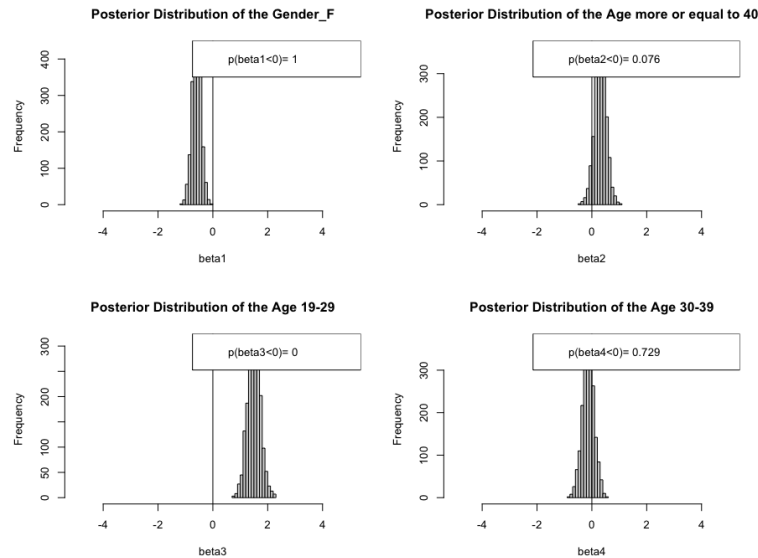 Posterior Distribution of the Gender_F
p(beta1<0)= 1
Frequency
400
300
200
100
0
-4 -2 0 2 4
beta1
Posterior Distribution of the Age more or equal to 40
p(beta2<0)= 0.076
Frequency
300
200
100
0
-4 -2 0 2 4
beta2
Posterior Distribution of the Age 19-29
p(beta3<0)= 0
Frequency
300
200
100
50
0
-4 -2 0 2 4
beta3
Posterior Distribution of the Age 30-39
p(beta4<0)= 0.729
Frequency
300
200
100
0
-4 -2 0 2 4
beta4